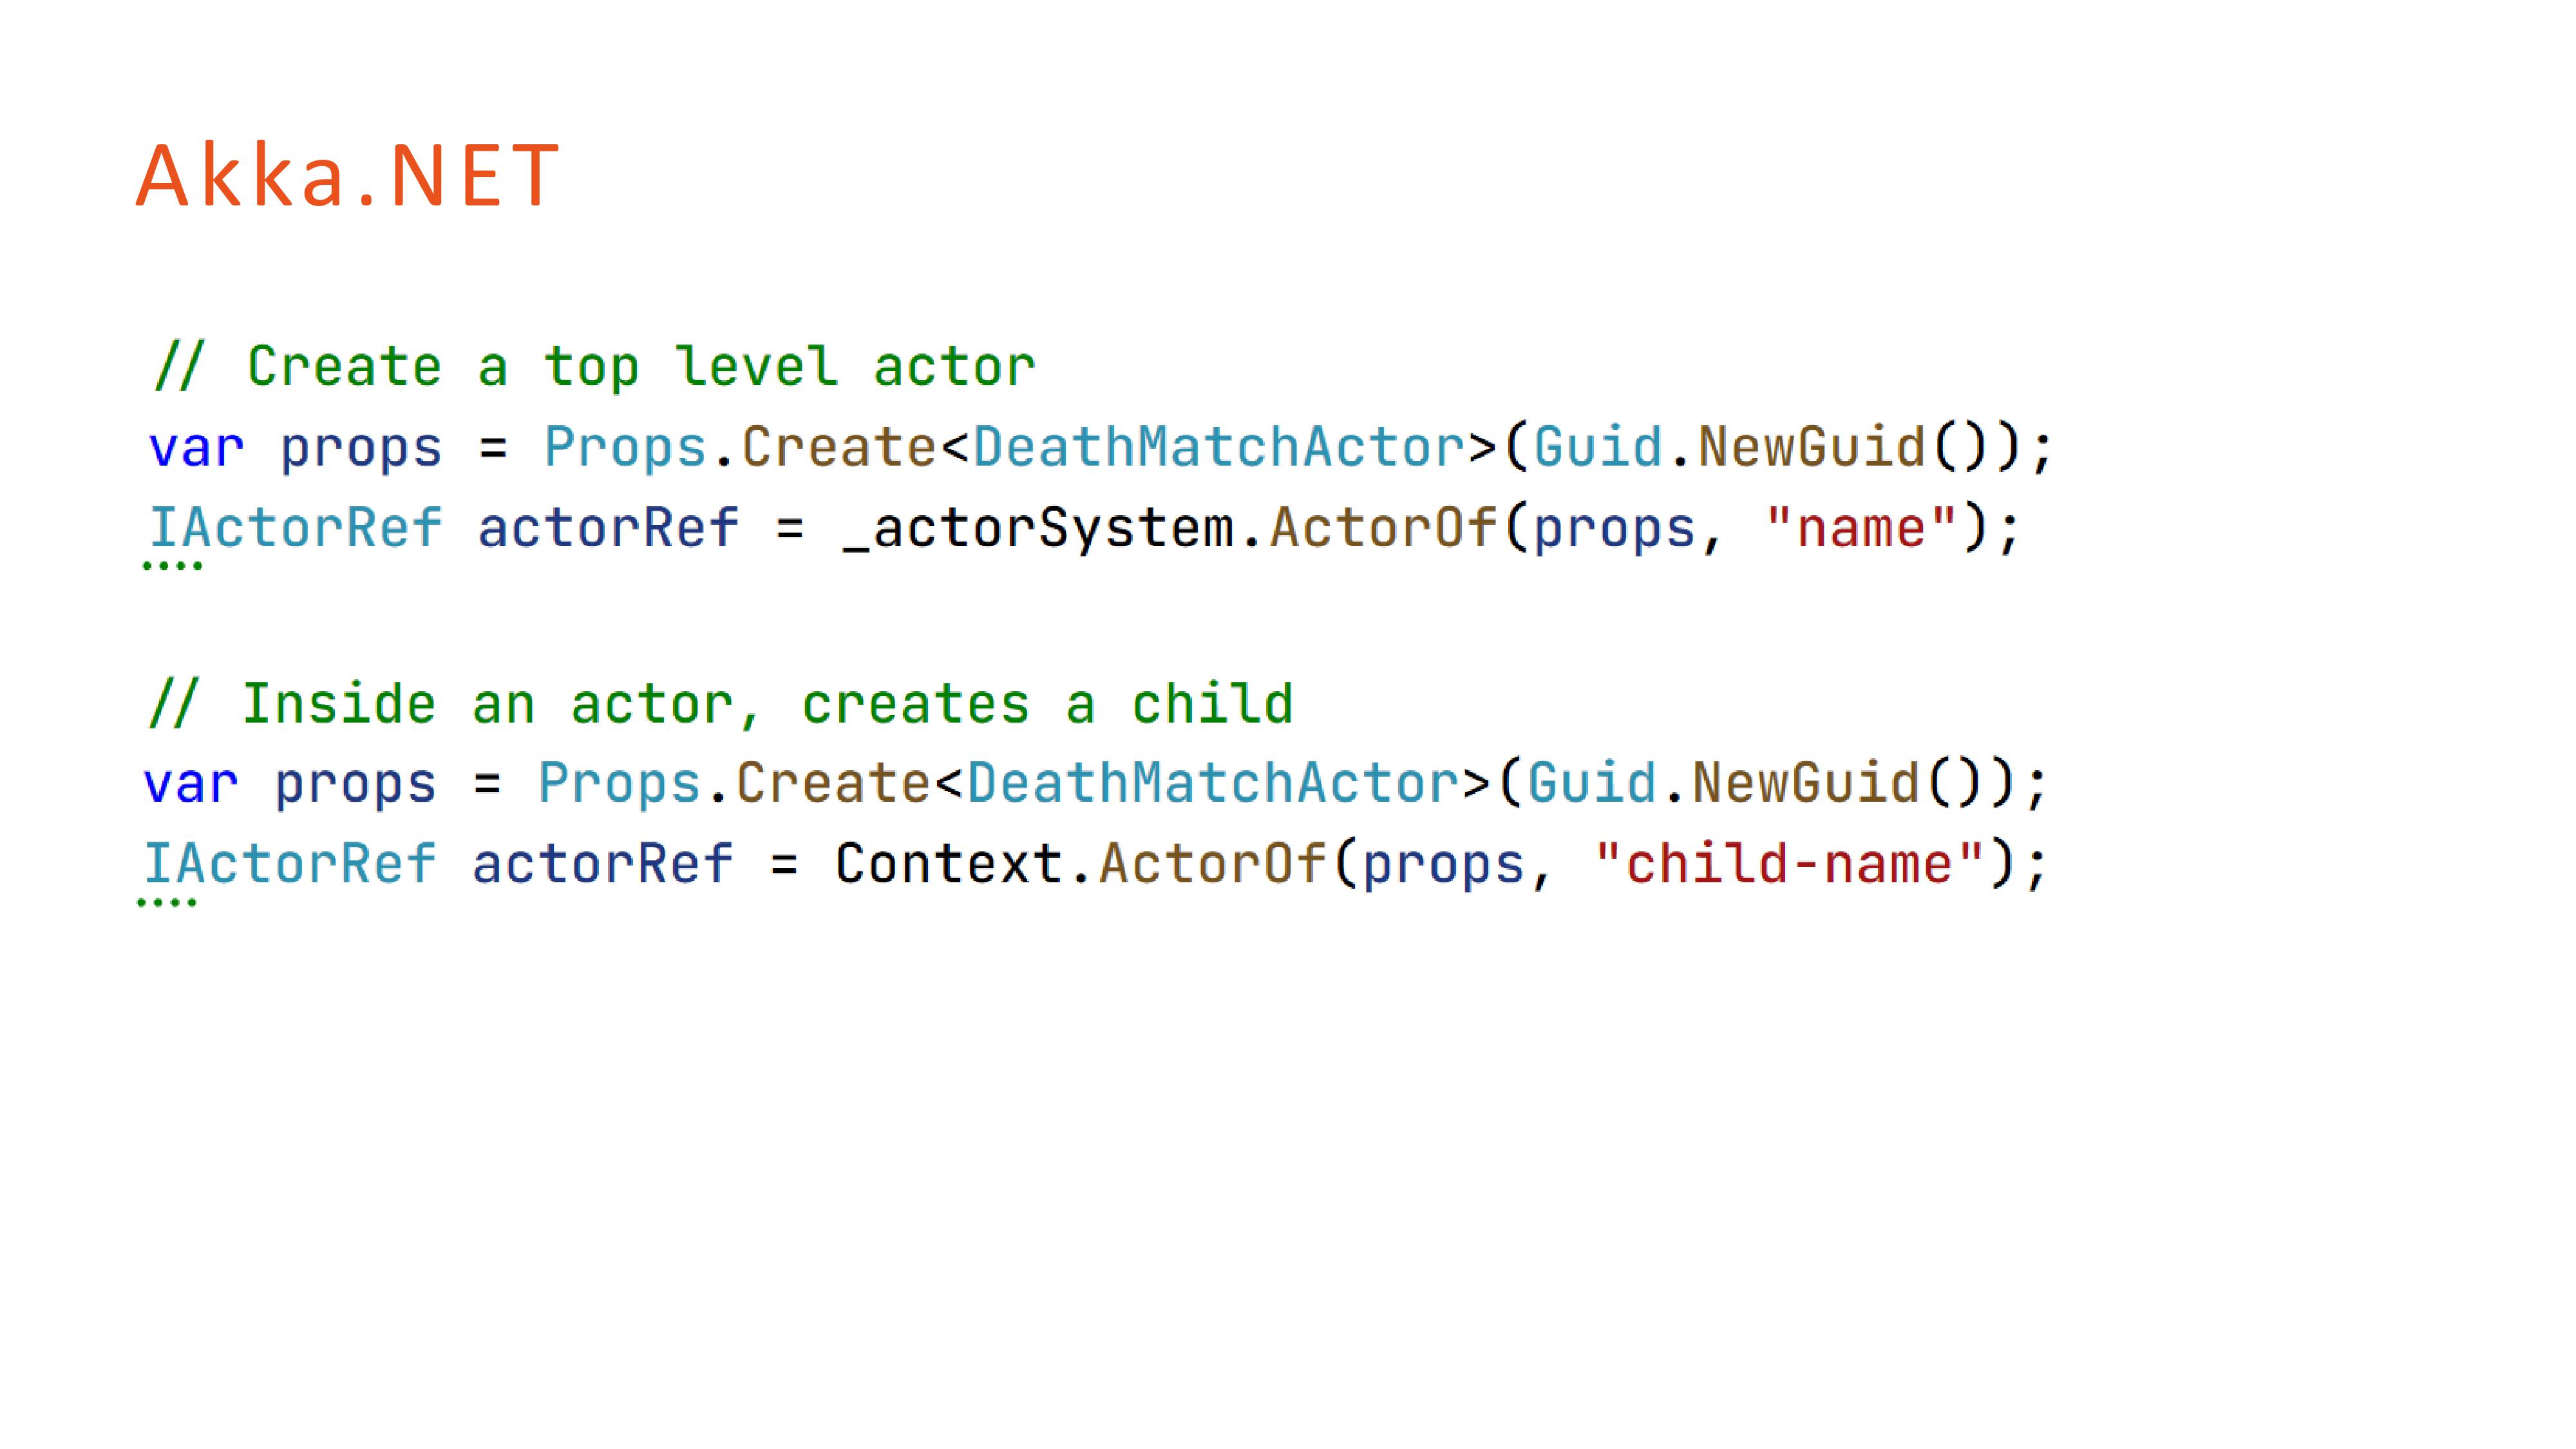 Akka.NET
// Create a top level actor
var props = Props.Create<DeathMatchActor>(Guid.NewGuid());
IActorRef actorRef = _actorSystem.ActorOf(props, "name");
// Inside an actor, creates a child
var props = Props.Create<DeathMatchActor>(Guid.NewGuid());
IActorRef actorRef = Context.ActorOf(props, "child-name");